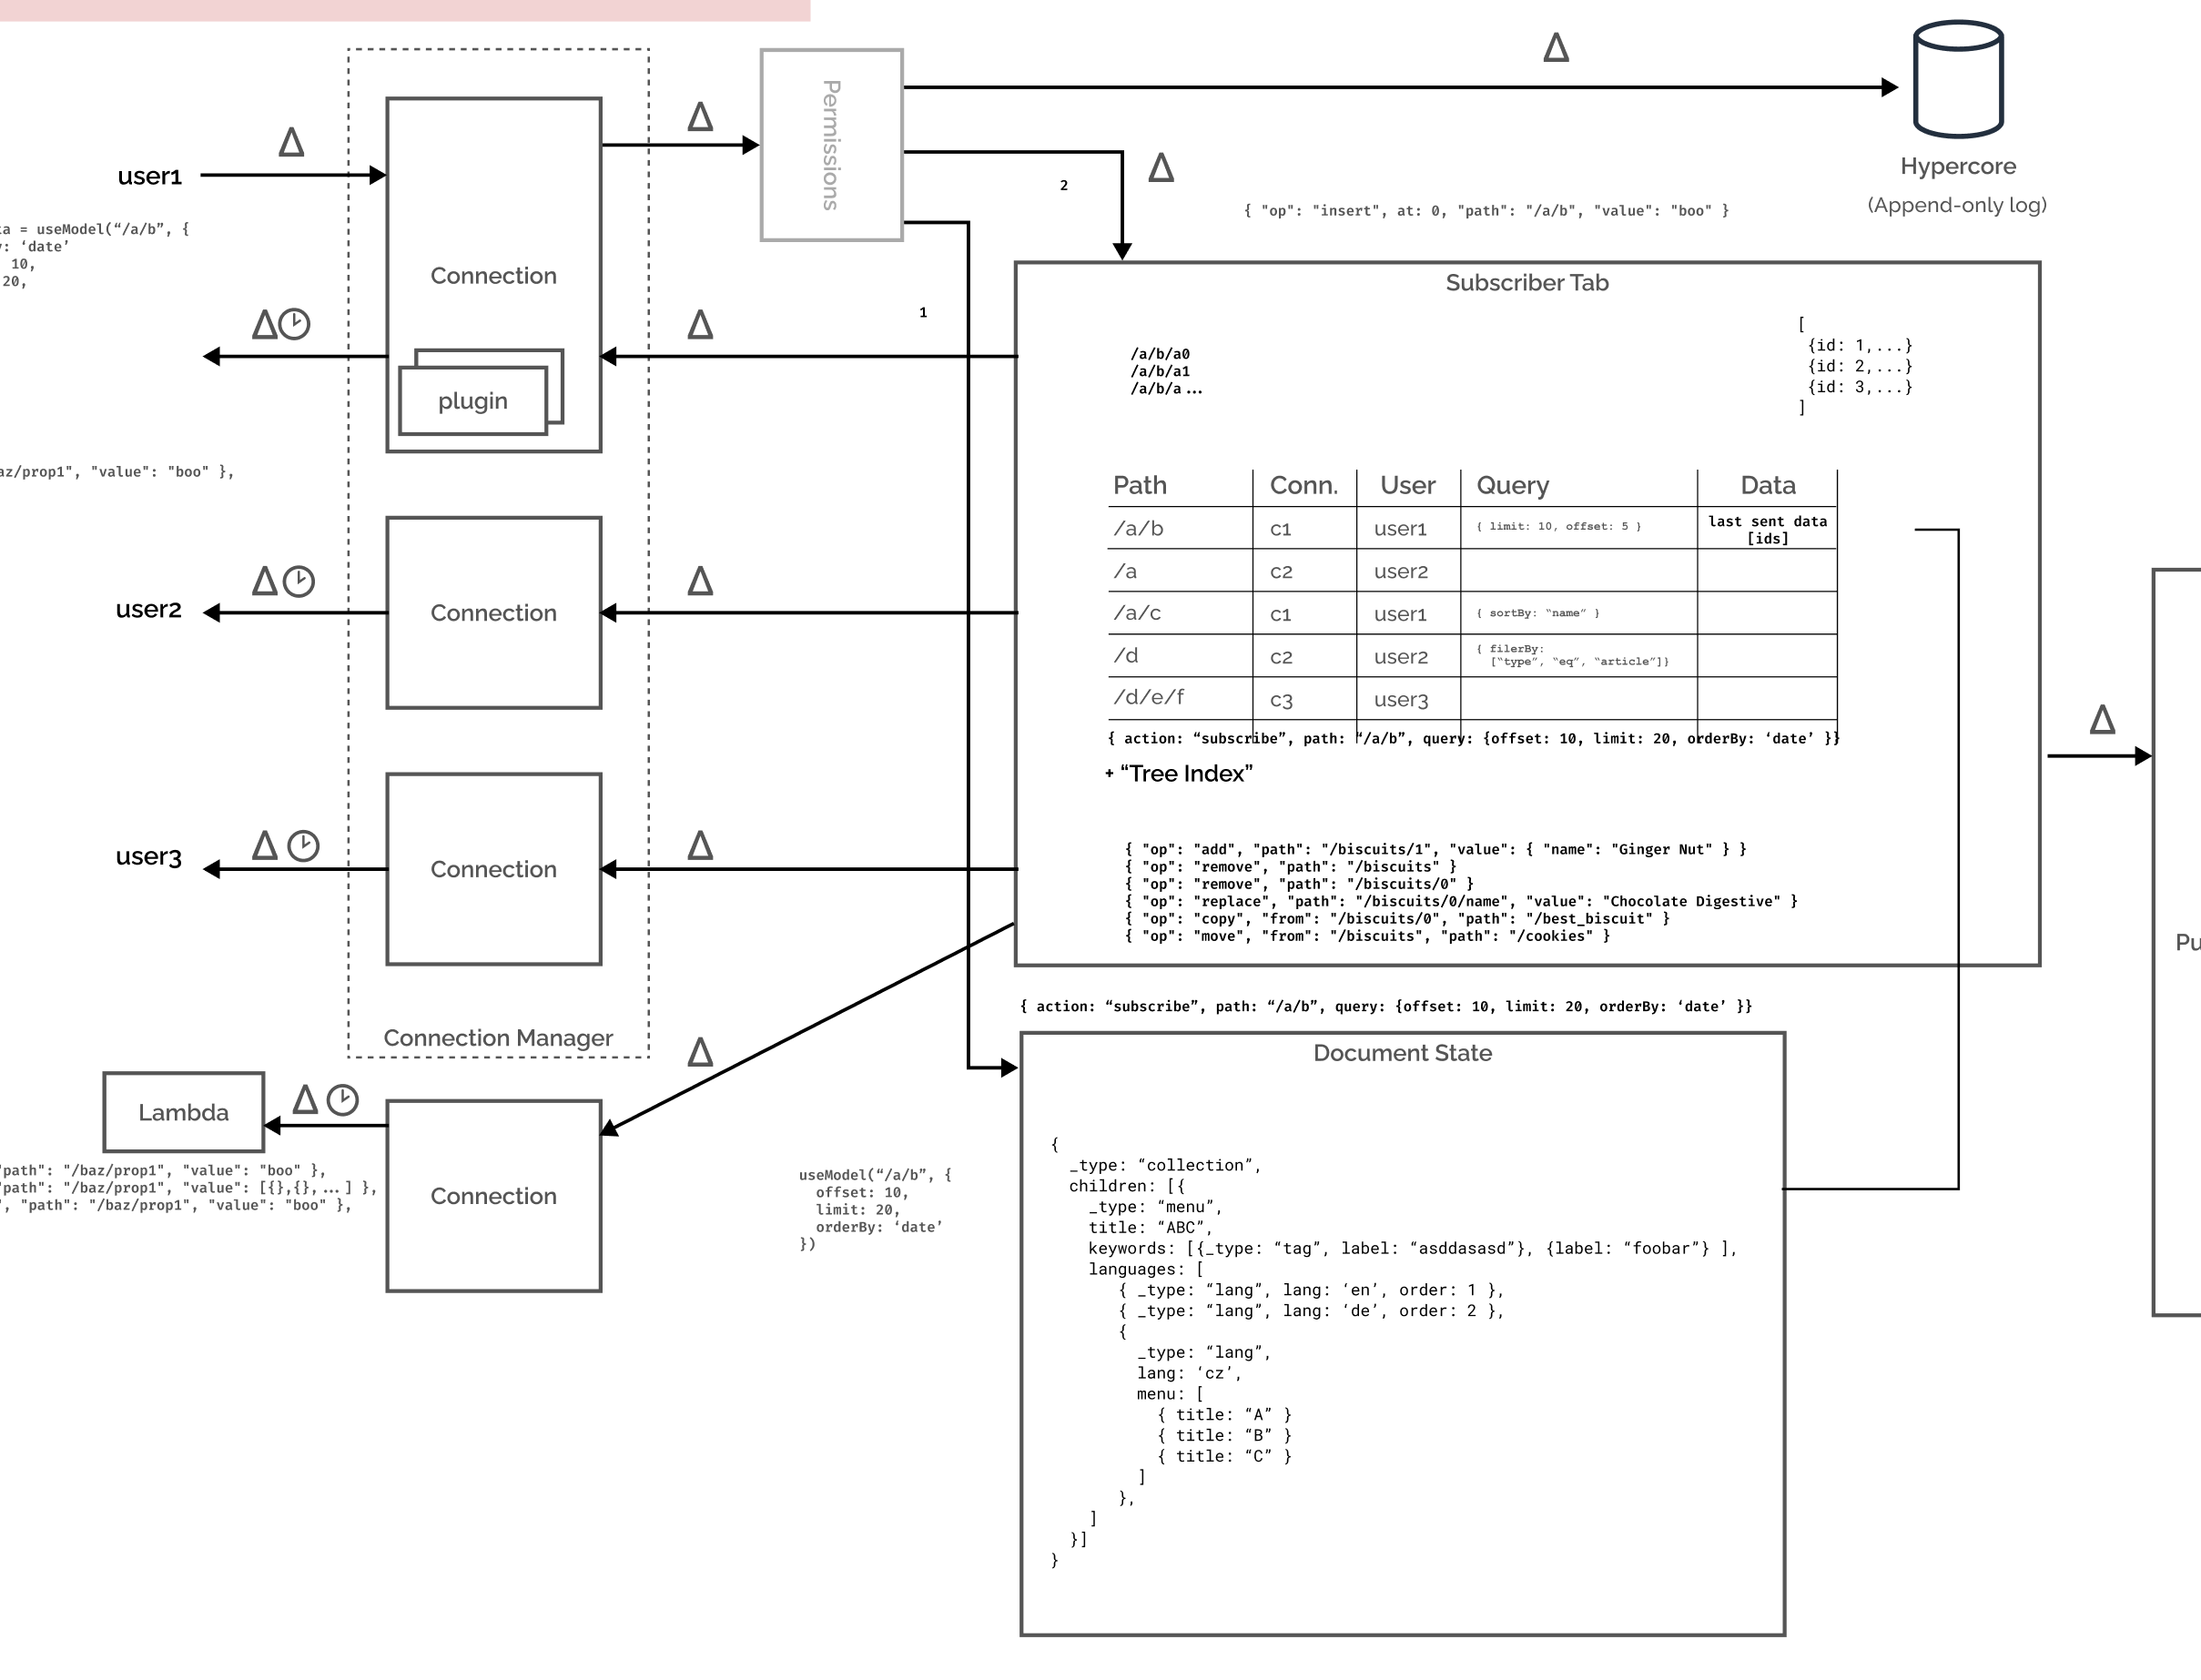 Δ
Hypercore
(Append-only log)
Permissions
Δ
Δ
user1
Connection
Δ
2
{ "op": "insert", at: 0, "path": "/a/b", "value": "boo" }
a = useModel(“/a/b”, {
: ‘date’
10,
20,
Δ
Δ
plugin
1
Subscriber Tab
/a/b/a0
/a/b/a1
/a/b/a...
[
{id: 1,...}
{id: 2,...}
{id: 3,...}
]
az/prop1", "value": "boo" },
Path Conn. User Query Data
/a/b c1 user1 { limit: 10, offset: 5 } last sent data
[ids]
/a c2 user2
/a/c c1 user1 { sortBy: “name” }
/d c2 user2 { filerBy:
[“type”, “eq”, “article”]}
/d/e/f c3 user3
{ action: “subscribe”, path: “/a/b”, query: {offset: 10, limit: 20, orderBy: ‘date’ }}
+ “Tree Index”
{ "op": "add", "path": "/biscuits/1", "value": { "name": "Ginger Nut" } }
{ "op": "remove", "path": "/biscuits" }
{ "op": "remove", "path": "/biscuits/0" }
{ "op": "replace", "path": "/biscuits/0/name", "value": "Chocolate Digestive" }
{ "op": "copy", "from": "/biscuits/0", "path": "/best_biscuit" }
{ "op": "move", "from": "/biscuits", "path": "/cookies" }
Δ
Δ
user2
Connection
Δ
Δ
user3
Connection
Connection Manager
Δ
Pu
{ action: “subscribe”, path: “/a/b”, query: {offset: 10, limit: 20, orderBy: ‘date’ }}
Δ
Lambda
Δ
Connection
"path": "/baz/prop1", "value": "boo" },
"path": "/baz/prop1", "value": [{},{},...] },
, "path": "/baz/prop1", "value": "boo" },
useModel(“/a/b”, {
offset: 10,
limit: 20,
orderBy: ‘date’
})
Document State
{
_type: “collection”,
children: [{
_type: “menu”,
title: “ABC”,
keywords: [{_type: “tag”, label: “asddasasd”}, {label: “foobar”} ],
languages: [
{ _type: “lang”, lang: ‘en’, order: 1 },
{ _type: “lang”, lang: ‘de’, order: 2 },
{
_type: “lang”,
lang: ‘cz’,
menu: [
{ title: “A” }
{ title: “B” }
{ title: “C” }
]
},
]
}]
}